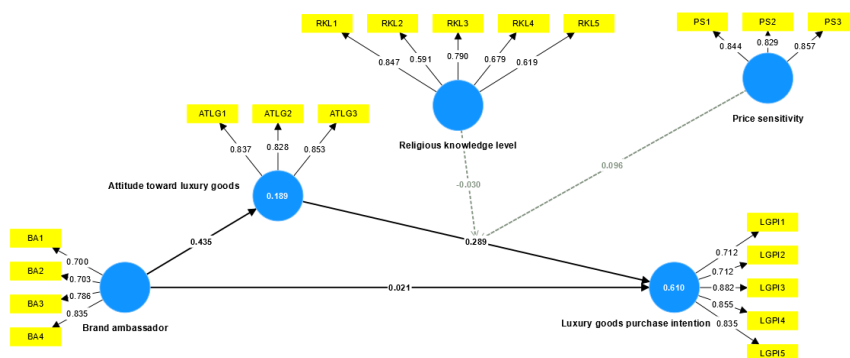 RKL1 RKL2 RKL3 RKL4 RKL5
PS1 PS2 PS3
0.847 0.591 0.790 0.679 0.619
0.844 0.829 0.857
ATLG1 ATLG2 ATLG3
Religious knowledge level
Price sensitivity
0.837 0.828 0.853
Attitude toward luxury goods
0.189
-0.030
0.096
0.435
0.289
BA1
BA2
BA3
BA4
0.700
0.703
0.786
0.835
Brand ambassador
0.021
0.610
Luxury goods purchase intention
0.712
0.712
0.882
0.855
0.835
LGPI1
LGPI2
LGPI3
LGPI4
LGPI5